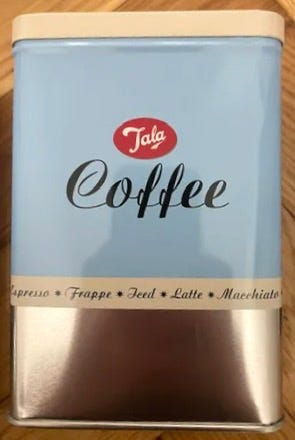 Tala
Coffee
Espresso * Frappe * Iced * Latte * Macchiato